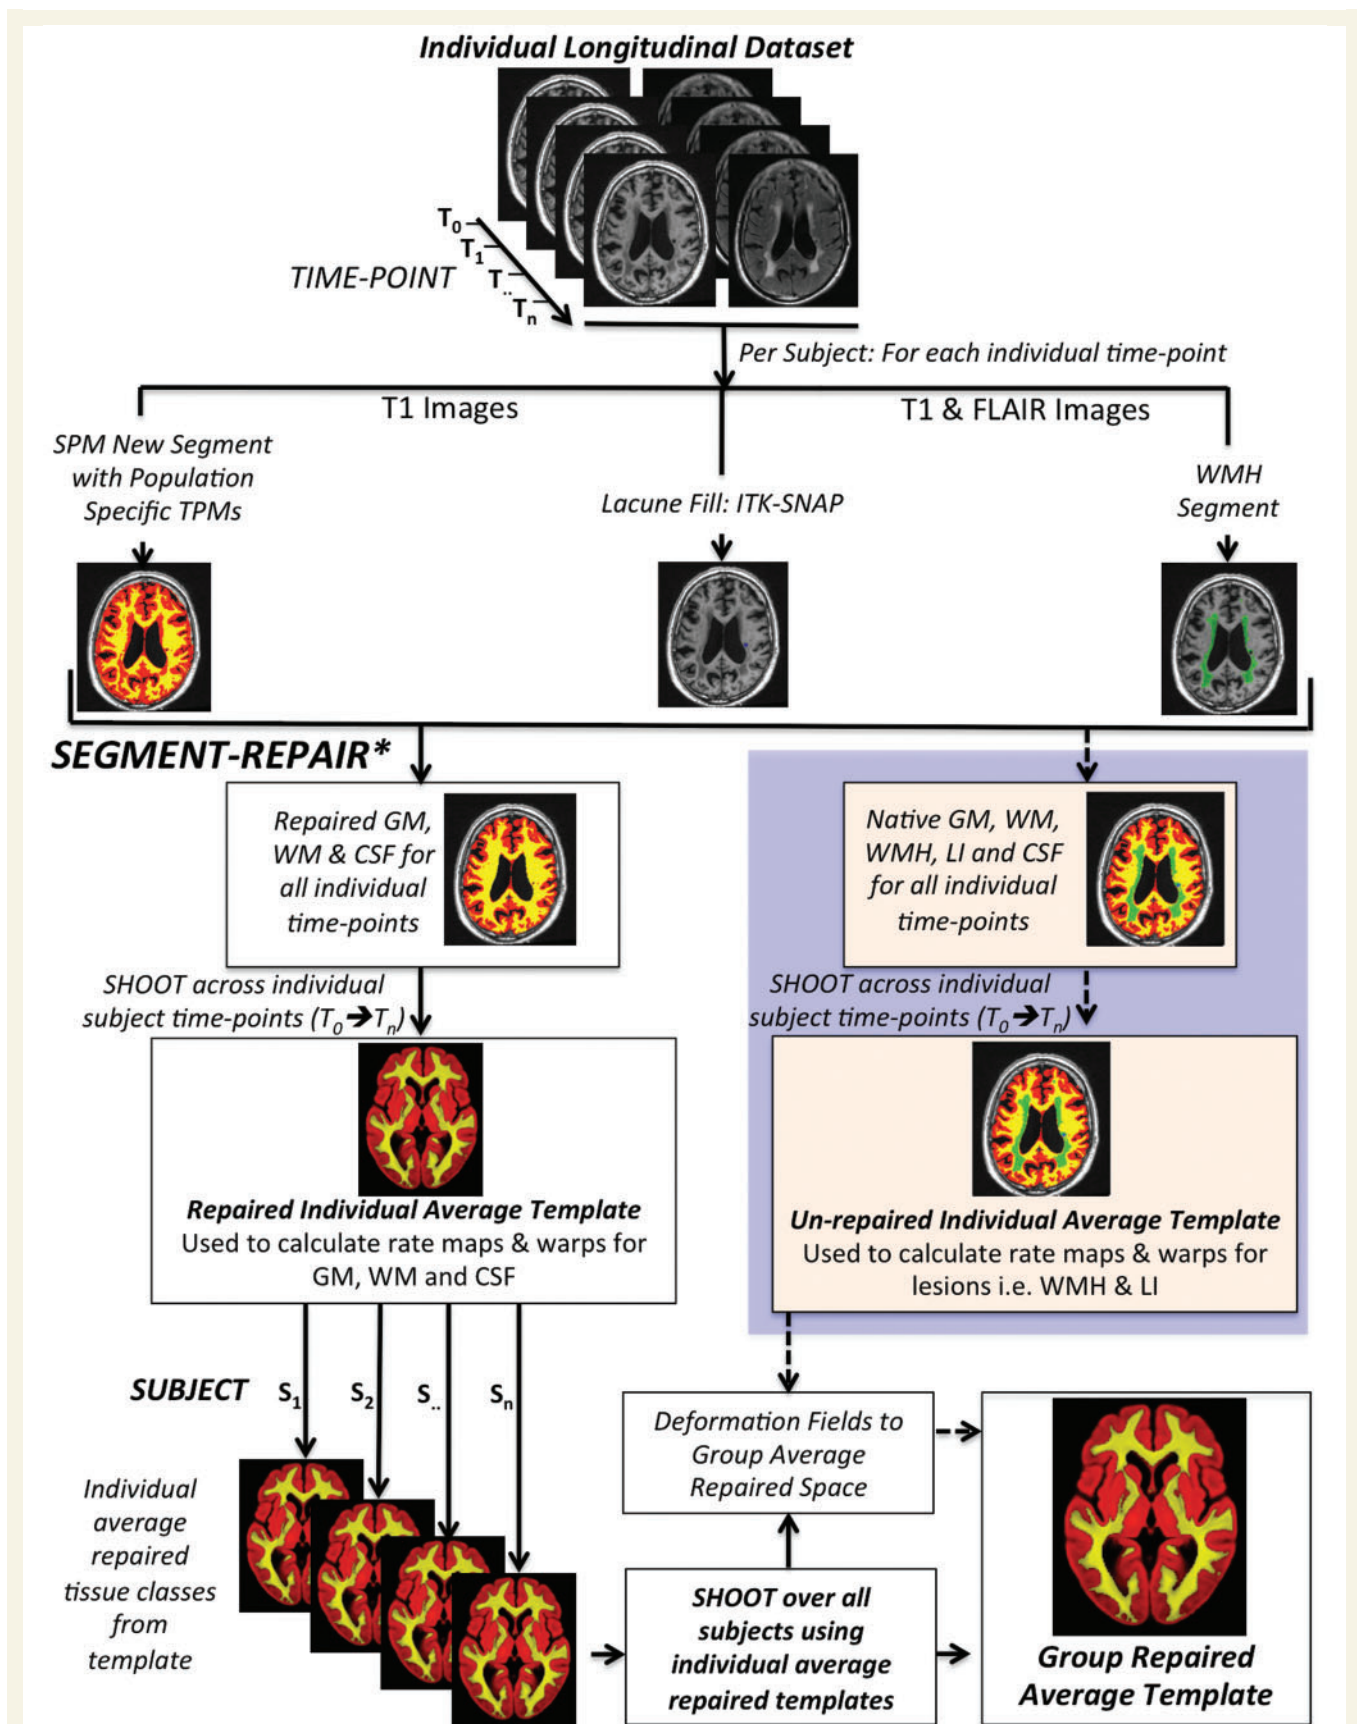 Individual Longitudinal Dataset
T0
T1
T..
Tn
TIME-POINT
Per Subject: For each individual time-point
T1 Images
T1 & FLAIR Images
SPM New Segment
with Population
Specific TPMs
Lacune Fill: ITK-SNAP
WMH
Segment
SEGMENT-REPAIR*
Repaired GM,
WM & CSF for
all individual
time-points
Native GM, WM,
WMH, LI and CSF
for all individual
time-points
SHOOT across individual
subject time-points (T0➔Tn)
SHOOT across individual
subject time-points (T0➔Tn)
Repaired Individual Average Template
Used to calculate rate maps & warps for
GM, WM and CSF
Un-repaired Individual Average Template
Used to calculate rate maps & warps for
lesions i.e. WMH & LI
SUBJECT
S1
S2
S..
Sn
Individual
average
repaired
tissue classes
from
template
Deformation Fields to
Group Average
Repaired Space
SHOOT over all
subjects using
individual average
repaired templates
Group Repaired
Average Template